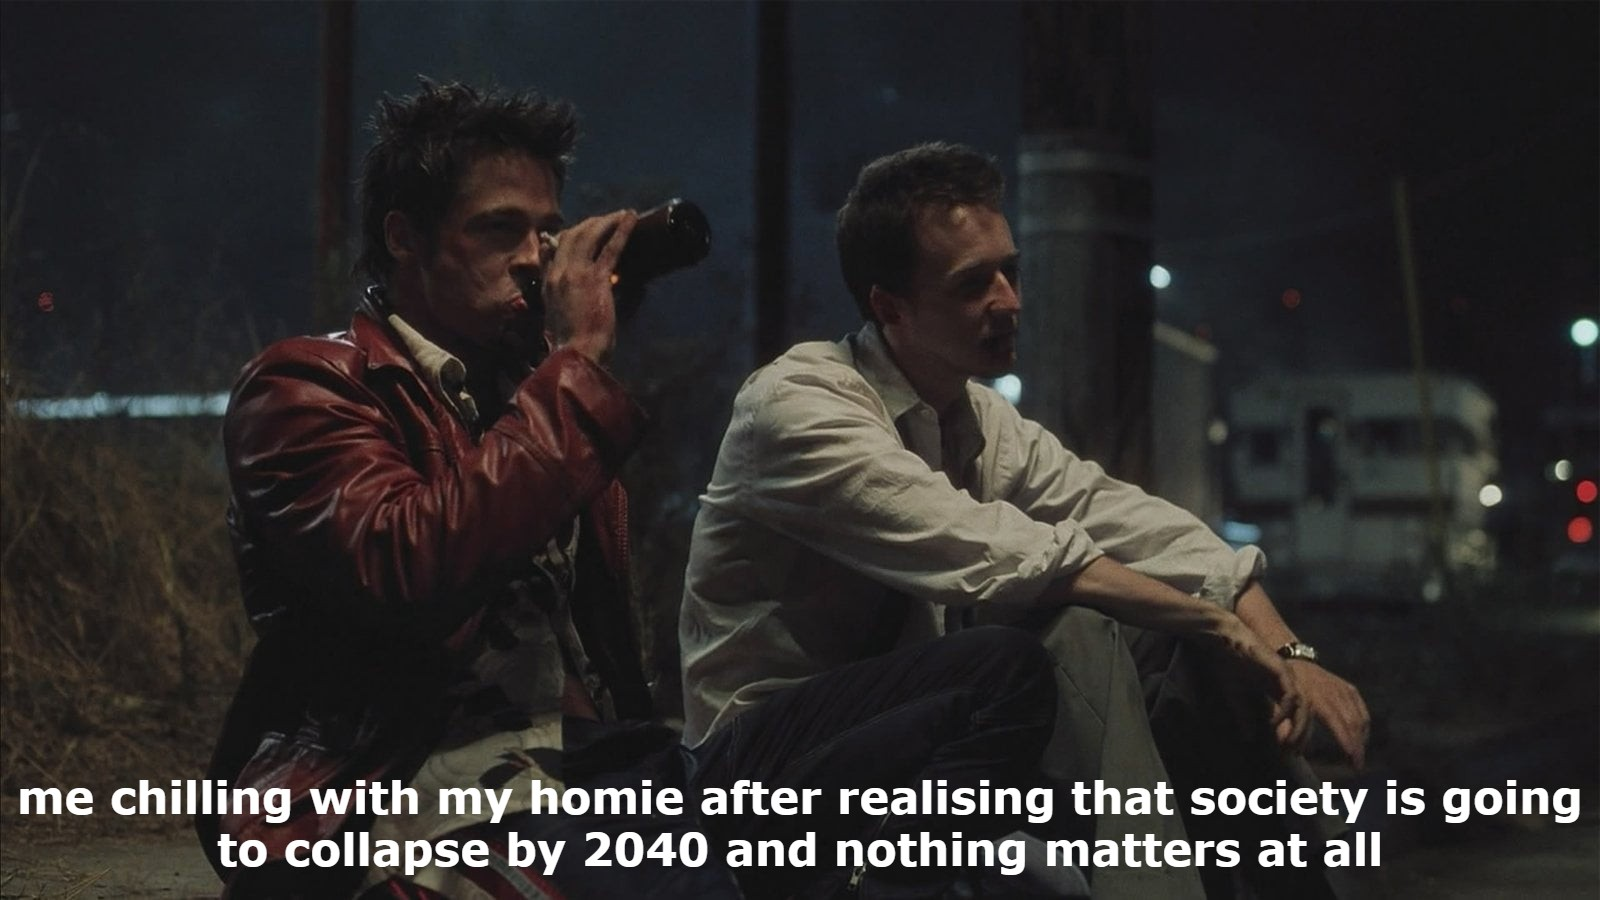 me chilling with my homie after realising that society is going
to collapse by 2040 and nothing matters at all